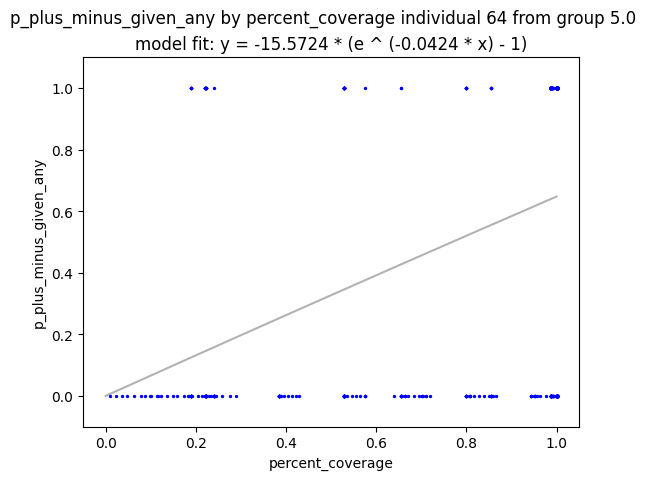 p_plus_minus_given_any by percent_coverage individual 64 from group 5.0
model fit: y = -15.5724 * (e ^ (-0.0424 * x) - 1)
1.0
0.8
0.6
0.4
0.2
0.0
p_plus_minus_given_any
0.0 0.2 0.4 0.6 0.8 1.0
percent_coverage